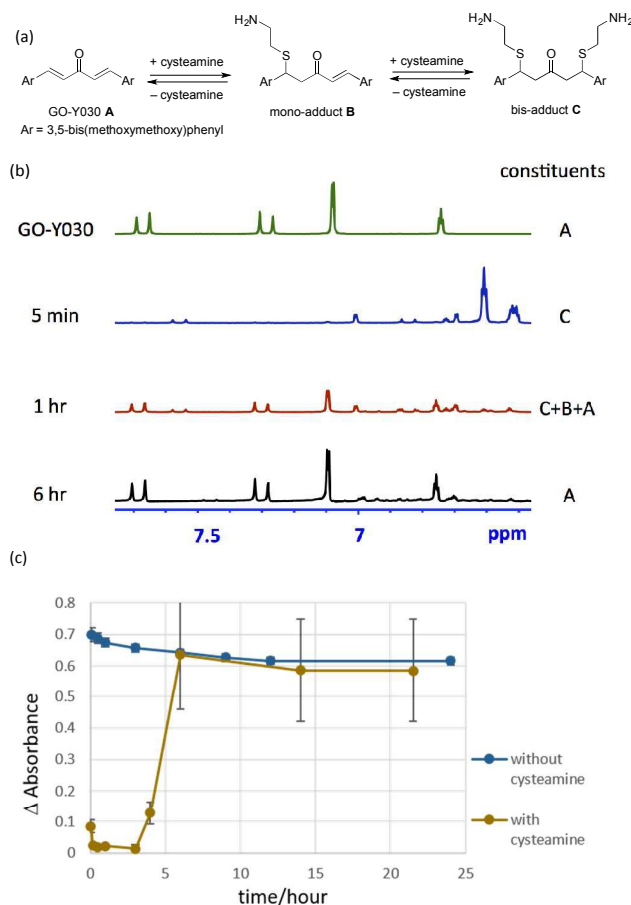 (a)
H₂N
S
O
Ar
Ar
+ cysteamine
– cysteamine
H₂N
NH₂
S
S
O
Ar
Ar
+ cysteamine
– cysteamine
O
Ar
Ar
GO-Y030 A
mono-adduct B
bis-adduct C
Ar = 3,5-bis(methoxymethoxy)phenyl
(b)
constituents
GO-Y030
A
5 min
C
1 hr
C+B+A
6 hr
A
7.5
7
ppm
(c)
0.8
0.7
0.6
0.5
0.4
0.3
0.2
0.1
0
Δ Absorbance
0
5
10
15
20
25
time/hour
without
cysteamine
with
cysteamine